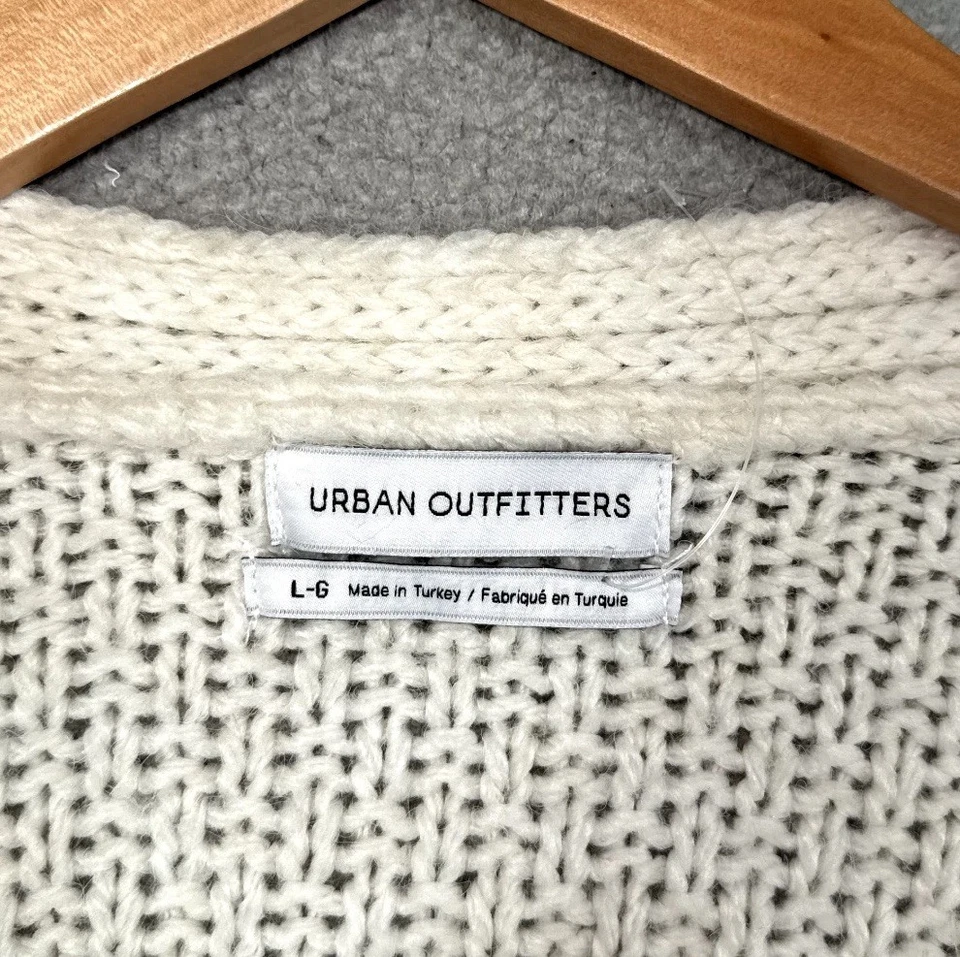 URBAN OUTFITTERS
L-G Made in Turkey / Fabriqué en Turquie